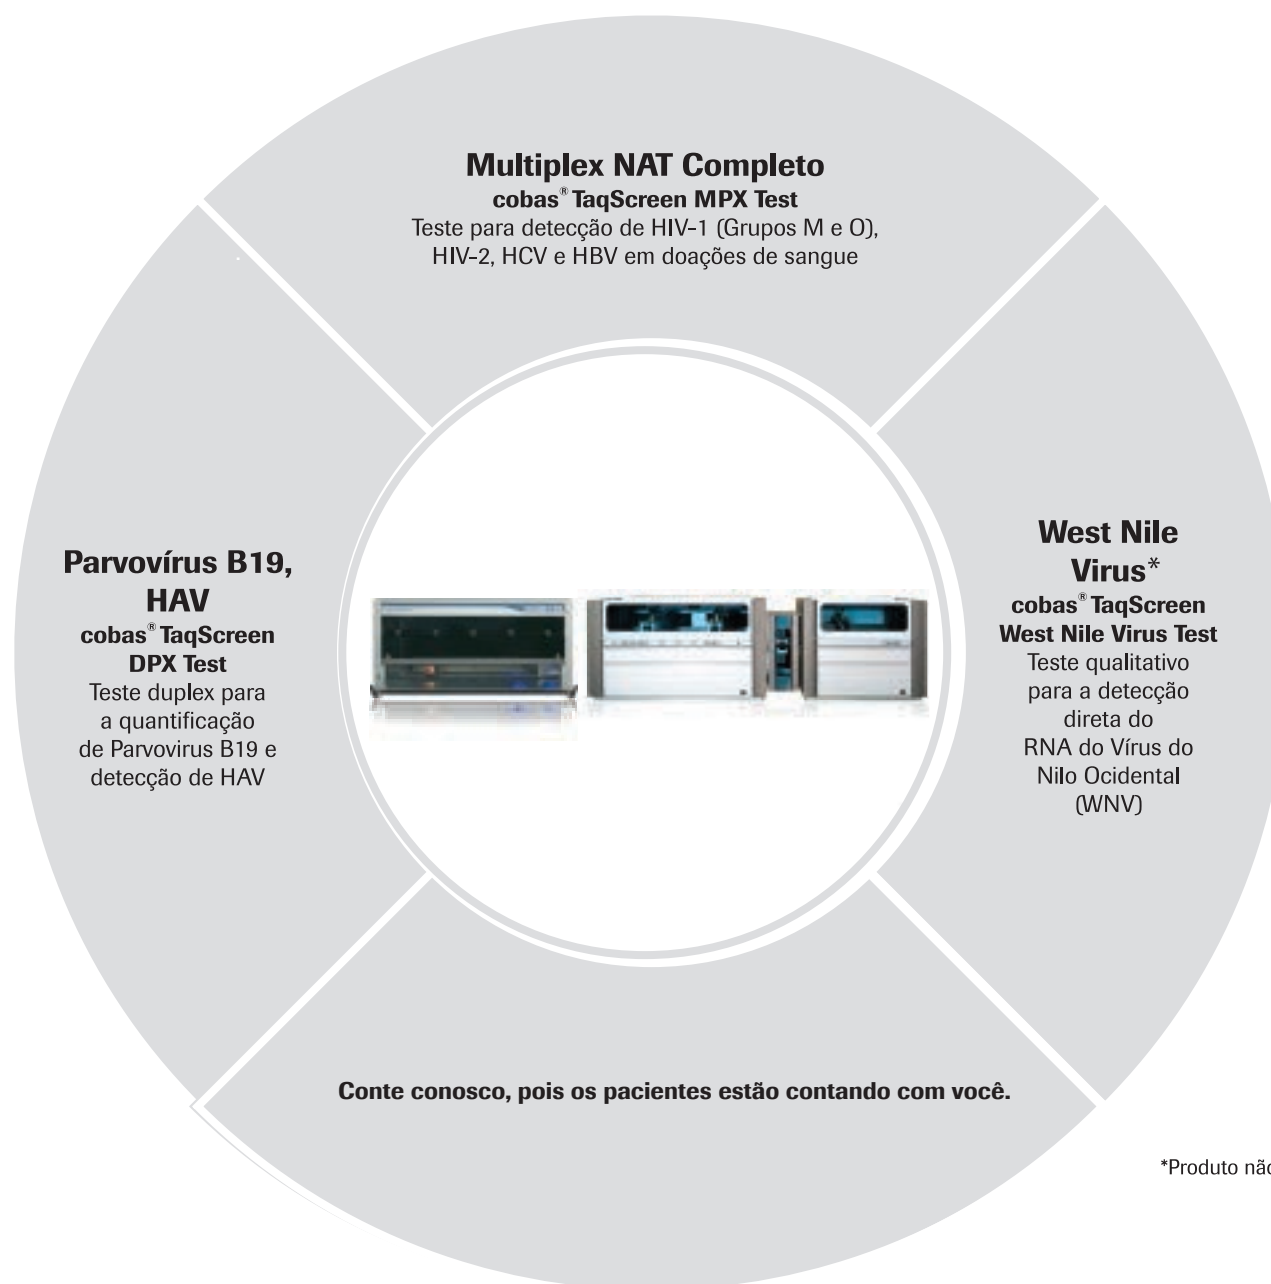 Multiplex NAT Completo
cobas® TaqScreen MPX Test
Teste para detecção de HIV-1 (Grupos M e O),
HIV-2, HCV e HBV em doações de sangue
Parvovírus B19,
HAV
cobas® TaqScreen
DPX Test
Teste duplex para
a quantificação
de Parvovirus B19 e
detecção de HAV
West Nile
Virus*
cobas® TaqScreen
West Nile Virus Test
Teste qualitativo
para a detecção
direta do
RNA do Vírus do
Nilo Ocidental
(WNV)
Conte conosco, pois os pacientes estão contando com você.
*Produto não